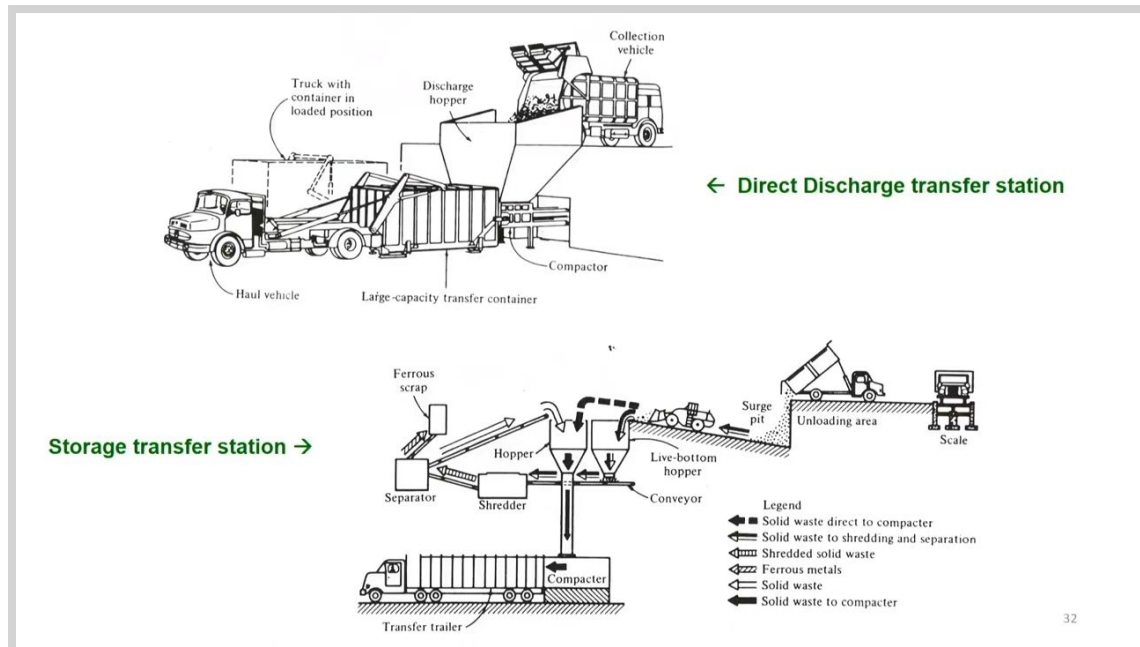 Collection
vehicle
Truck with
container in
loaded position
Discharge
hopper
← Direct Discharge transfer station
Compactor
Haul vehicle
Large-capacity transfer container
Ferrous
scrap
Surge
pit
Unloading area
Scale
Storage transfer station →
Hopper
Live-bottom
hopper
Separator
Shredder
Conveyor
Legend
Solid waste direct to compacter
Solid waste to shredding and separation
Shredded solid waste
Ferrous metals
Solid waste
Solid waste to compacter
Compacter
Transfer trailer
32